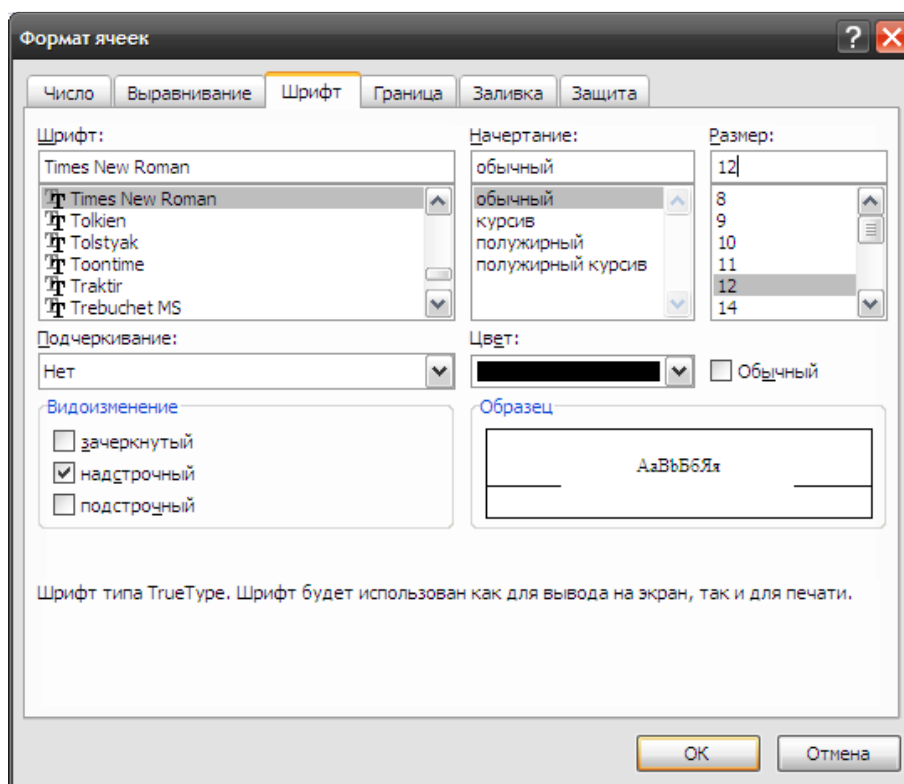 Формат ячеек
?
Число Выравнивание Шрифт Граница Заливка Защита
Шрифт: Начертание: Размер:
Times New Roman обычный 12
Times New Roman обычный 8
Tolkien курсив 9
Tolstyak полужирный 10
Toontime полужирный курсив 11
Traktir 12
Trebuchet MS 14
Подчеркивание: Цвет:
Нет Обычный
Видоизменение Образец
зачеркнутый
надстрочный АаВbБбЯя
подстрочный
Шрифт типа TrueType. Шрифт будет использован как для вывода на экран, так и для печати.
ОК Отмена